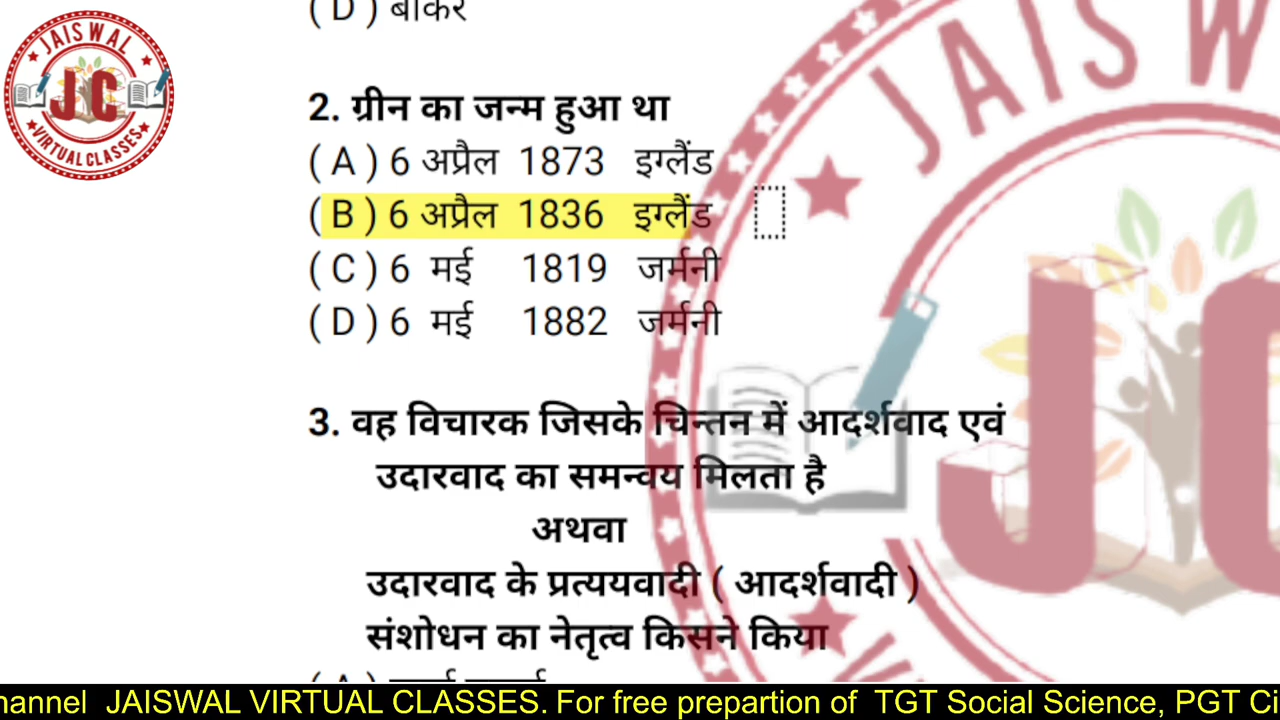 ( D ) बार्कर
JAISWAL
JC
VIRTUAL CLASSES
2. ग्रीन का जन्म हुआ था
( A ) 6 अप्रैल 1873 इग्लैंड
( B ) 6 अप्रैल 1836 इग्लैंड
( C ) 6 मई 1819 जर्मनी
( D ) 6 मई 1882 जर्मनी
3. वह विचारक जिसके चिन्तन में आदर्शवाद एवं
उदारवाद का समन्वय मिलता है
अथवा
उदारवाद के प्रत्ययवादी ( आदर्शवादी )
संशोधन का नेतृत्व किसने किया
JAISW
JC
hannel JAISWAL VIRTUAL CLASSES. For free prepartion of TGT Social Science, PGT Ci